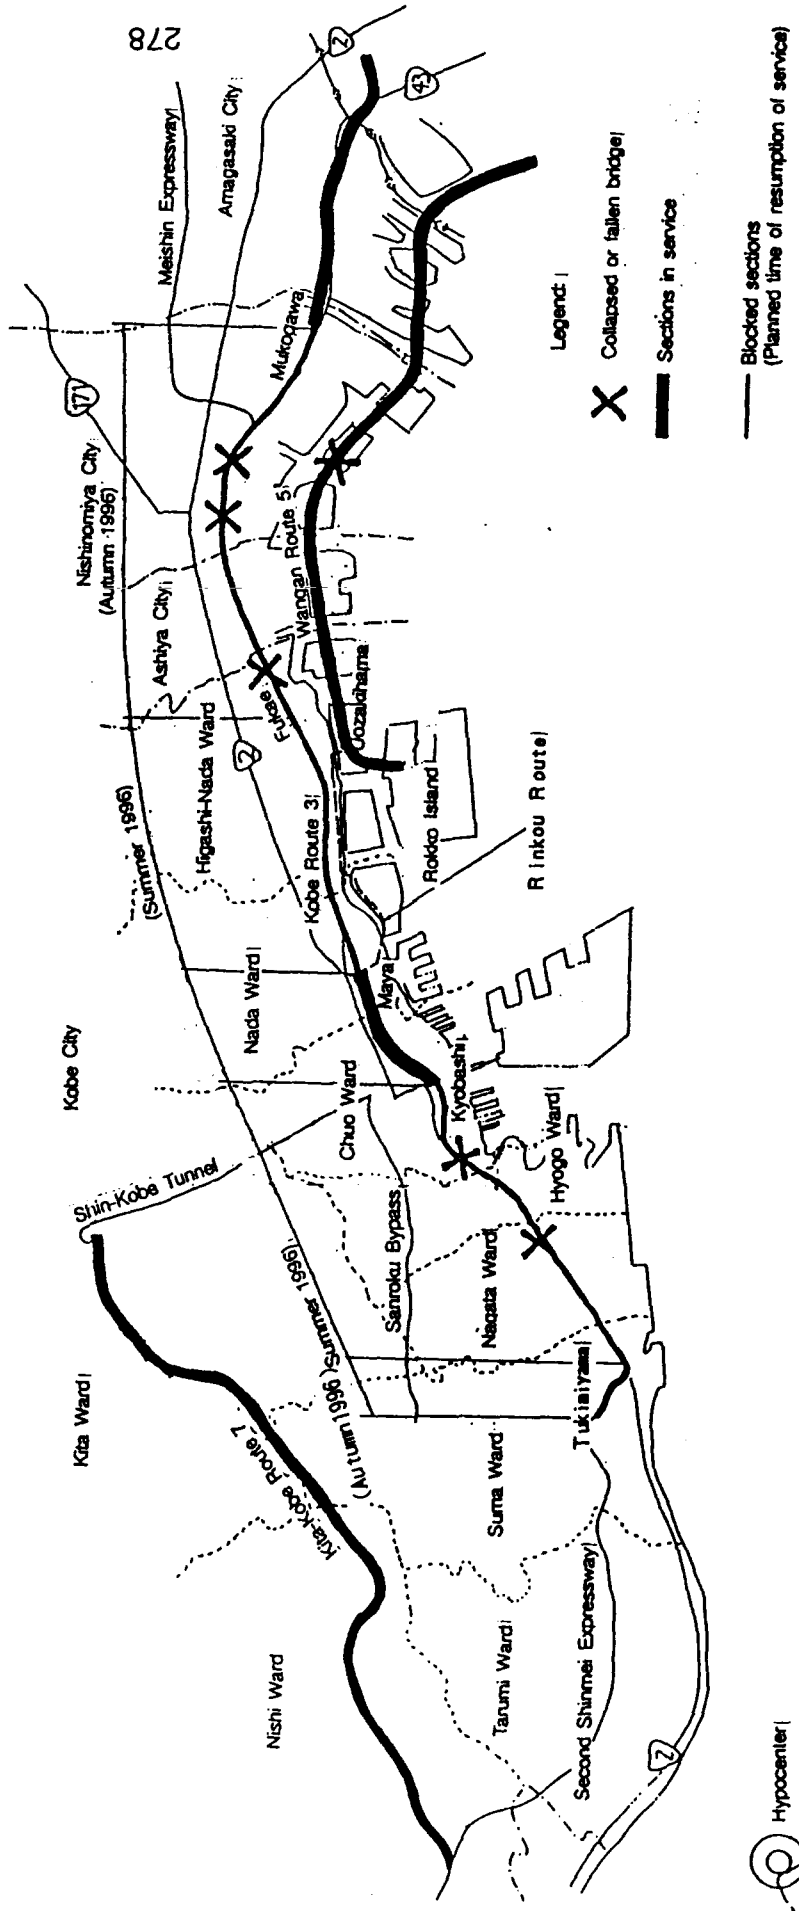 278
Meishin Expressway
Amagasaki City
2
43
171
Nishinomiya City
(Autumn 1996)
Mukogawa
Ashiya City
Wangan Route 5
Higashi-Nada Ward
2
Fukae
Uozakihama
(Summer 1996)
Kobe Route 3
Rokko Island
Rinkou Route
Nada Ward
Maya
Kobe City
Chuo Ward
Kyobashi
Shin-Kobe Tunnel
Hyogo Ward
Sanroku Bypass
Nagata Ward
(Summer 1996)
(Autumn 1996)
Tukimiyama
Kita Ward
Kita-Kobe Route 7
Suma Ward
Nishi Ward
Tarumi Ward
Second Shinmei Expressway
2
Hypocenter
Legend:
Collapsed or fallen bridge
Sections in service
Blocked sections
(Planned time of resumption of service)